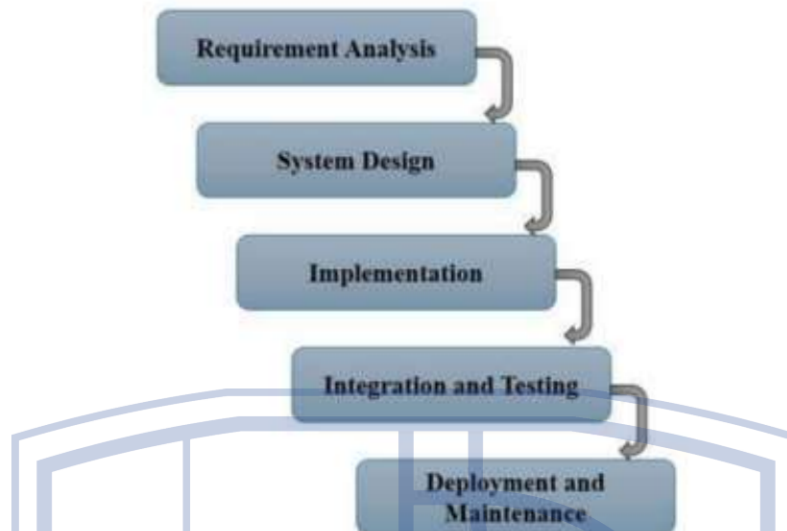 Requirement Analysis
System Design
Implementation
Integration and Testing
Deployment and
Maintenance